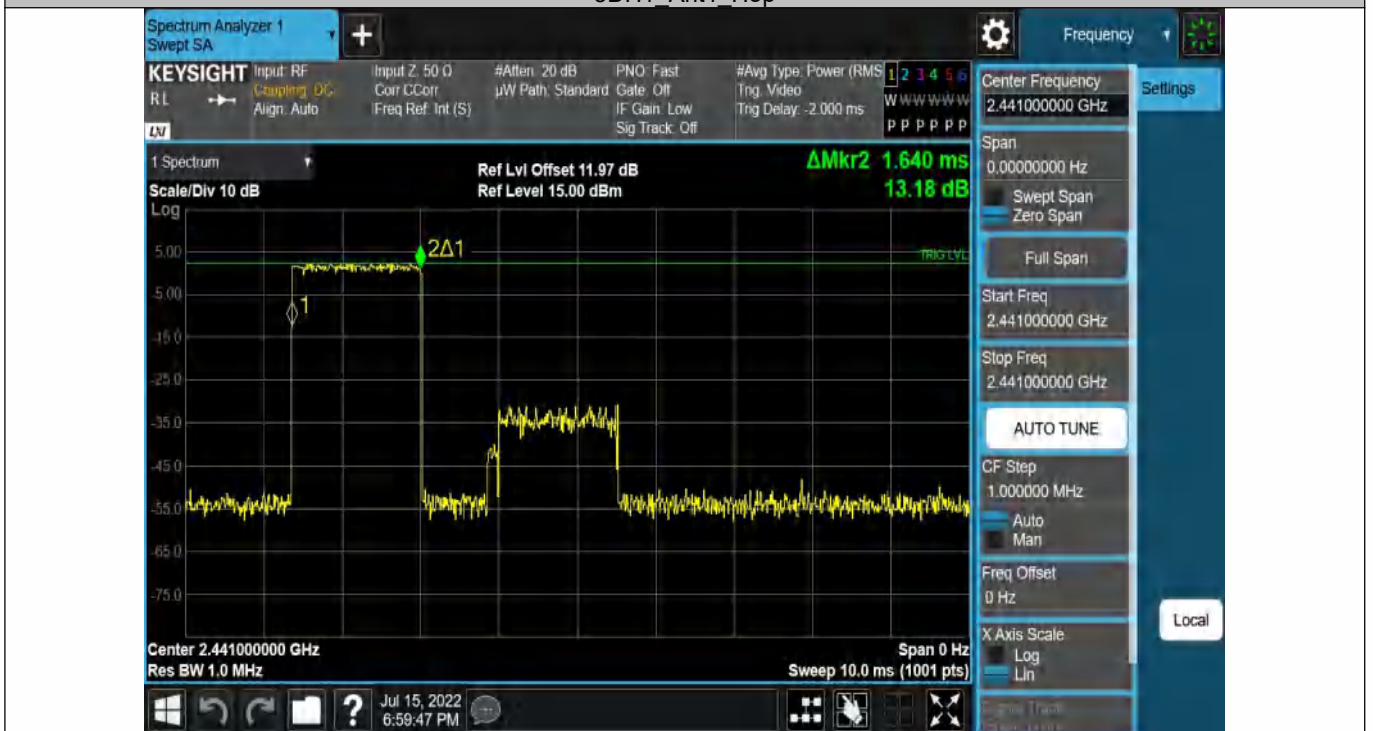 Spectrum Analyzer 1
Swept SA
Frequency
KEYSIGHT
RL
LXI
Input: RF
Coupling: DC
Align: Auto
Input Z: 50 Ω
Corr CCorr
Freq Ref: Int (S)
#Atten: 20 dB
µW Path: Standard
PNO: Fast
Gate: Off
IF Gain: Low
Sig Track: Off
#Avg Type: Power (RMS
Trig: Video
Trig Delay: -2.000 ms
1 2 3 4 5 6
W W W W W W
P P P P P P
1 Spectrum
Scale/Div 10 dB
Log
Ref Lvl Offset 11.97 dB
Ref Level 15.00 dBm
ΔMkr2 1.640 ms
13.18 dB
5.00
-5.00
-15.0
-25.0
-35.0
-45.0
-55.0
-65.0
-75.0
2Δ1
1
TRIG LVL
Center 2.441000000 GHz
Res BW 1.0 MHz
Span 0 Hz
Sweep 10.0 ms (1001 pts)
Jul 15, 2022
6:59:47 PM
Center Frequency
2.441000000 GHz
Settings
Span
0.00000000 Hz
Swept Span
Zero Span
Full Span
Start Freq
2.441000000 GHz
Stop Freq
2.441000000 GHz
AUTO TUNE
CF Step
1.000000 MHz
Auto
Man
Freq Offset
0 Hz
X Axis Scale
Log
Lin
Local